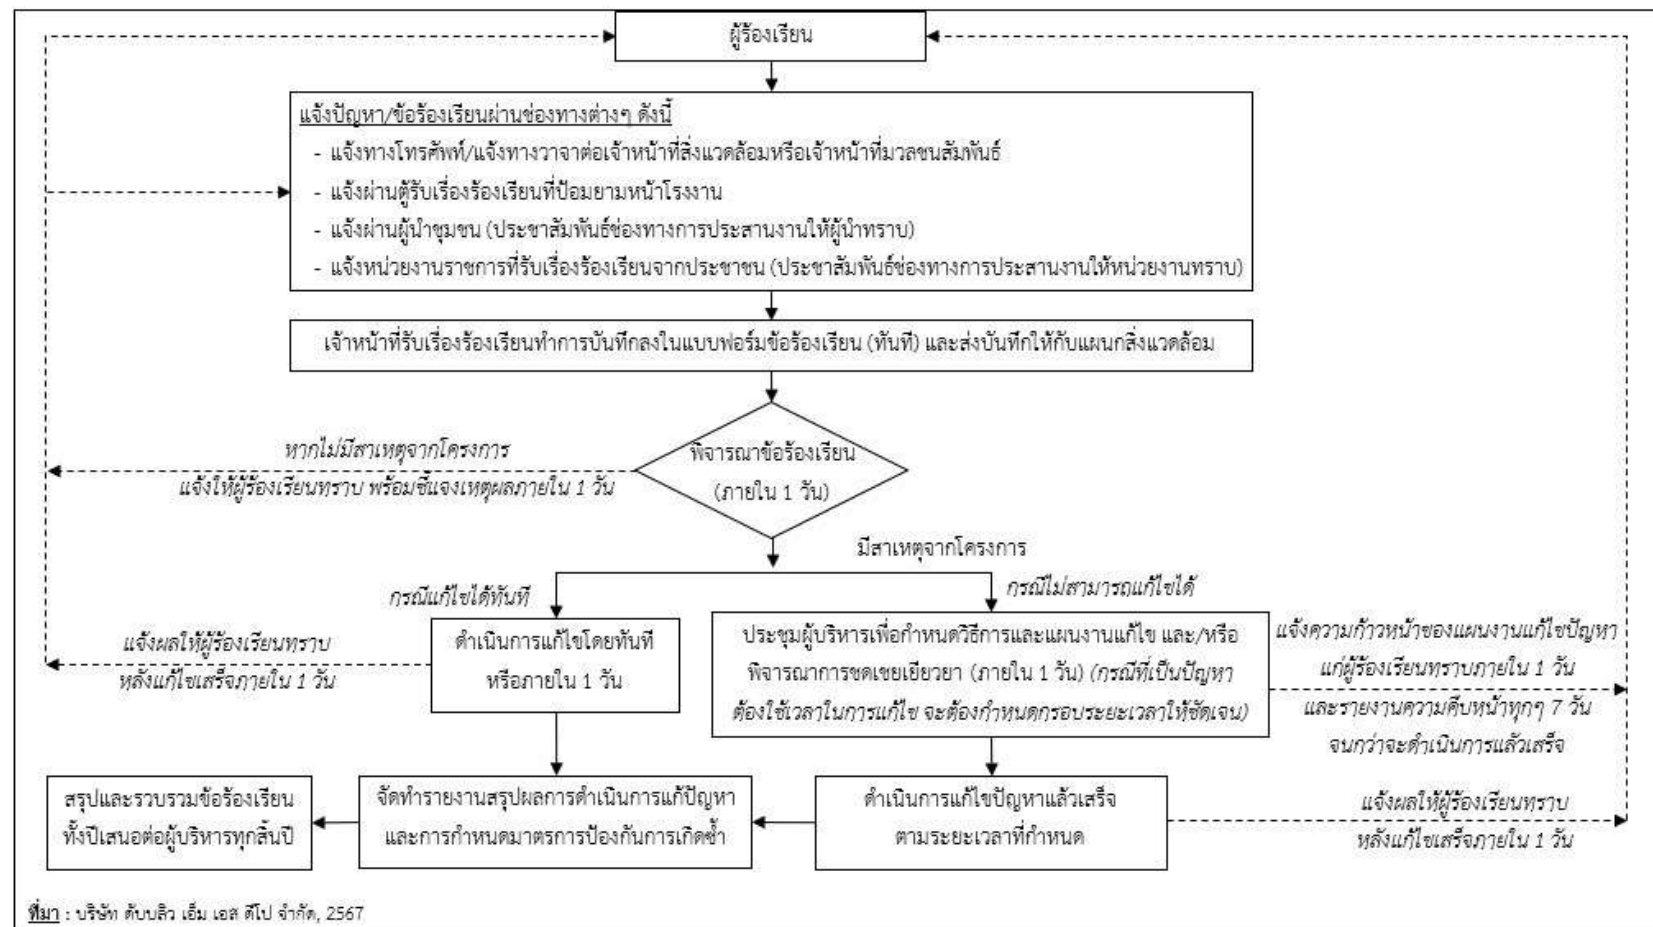 ผู้ร้องเรียน
แจ้งปัญหา/ข้อร้องเรียนผ่านช่องทางต่างๆ ดังนี้
- แจ้งทางโทรศัพท์/แจ้งทางวาจาต่อเจ้าหน้าที่สิ่งแวดล้อมหรือเจ้าหน้าที่มวลชนสัมพันธ์
- แจ้งผ่านตู้รับเรื่องร้องเรียนที่ป้อมยามหน้าโรงงาน
- แจ้งผ่านผู้นำชุมชน (ประชาสัมพันธ์ช่องทางการประสานงานให้ผู้นำทราบ)
- แจ้งหน่วยงานราชการที่รับเรื่องร้องเรียนจากประชาชน (ประชาสัมพันธ์ช่องทางการประสานงานให้หน่วยงานทราบ)
เจ้าหน้าที่รับเรื่องร้องเรียนทำการบันทึกลงในแบบฟอร์มข้อร้องเรียน (ทันที) และส่งบันทึกให้กับแผนกสิ่งแวดล้อม
พิจารณาข้อร้องเรียน
(ภายใน 1 วัน)
หากไม่มีสาเหตุจากโครงการ
แจ้งให้ผู้ร้องเรียนทราบ พร้อมชี้แจงเหตุผลภายใน 1 วัน
มีสาเหตุจากโครงการ
กรณีแก้ไขได้ทันที
กรณีไม่สามารถแก้ไขได้
แจ้งผลให้ผู้ร้องเรียนทราบ
หลังแก้ไขเสร็จภายใน 1 วัน
ดำเนินการแก้ไขโดยทันที
หรือภายใน 1 วัน
ประชุมผู้บริหารเพื่อกำหนดวิธีการและแผนงานแก้ไข และ/หรือ
พิจารณาการชดเชยเยียวยา (ภายใน 1 วัน) (กรณีที่เป็นปัญหา
ต้องใช้เวลาในการแก้ไข จะต้องกำหนดกรอบระยะเวลาให้ชัดเจน)
แจ้งความก้าวหน้าของแผนงานแก้ไขปัญหา
แก่ผู้ร้องเรียนทราบภายใน 1 วัน
และรายงานความคืบหน้าทุกๆ 7 วัน
จนกว่าจะดำเนินการแล้วเสร็จ
สรุปและรวบรวมข้อร้องเรียน
ทั้งปีเสนอต่อผู้บริหารทุกสิ้นปี
จัดทำรายงานสรุปผลการดำเนินการแก้ปัญหา
และการกำหนดมาตรการป้องกันการเกิดซ้ำ
ดำเนินการแก้ไขปัญหาแล้วเสร็จ
ตามระยะเวลาที่กำหนด
แจ้งผลให้ผู้ร้องเรียนทราบ
หลังแก้ไขเสร็จภายใน 1 วัน
ที่มา : บริษัท ดับบลิว เอ็ม เอส ดีโป จำกัด, 2567